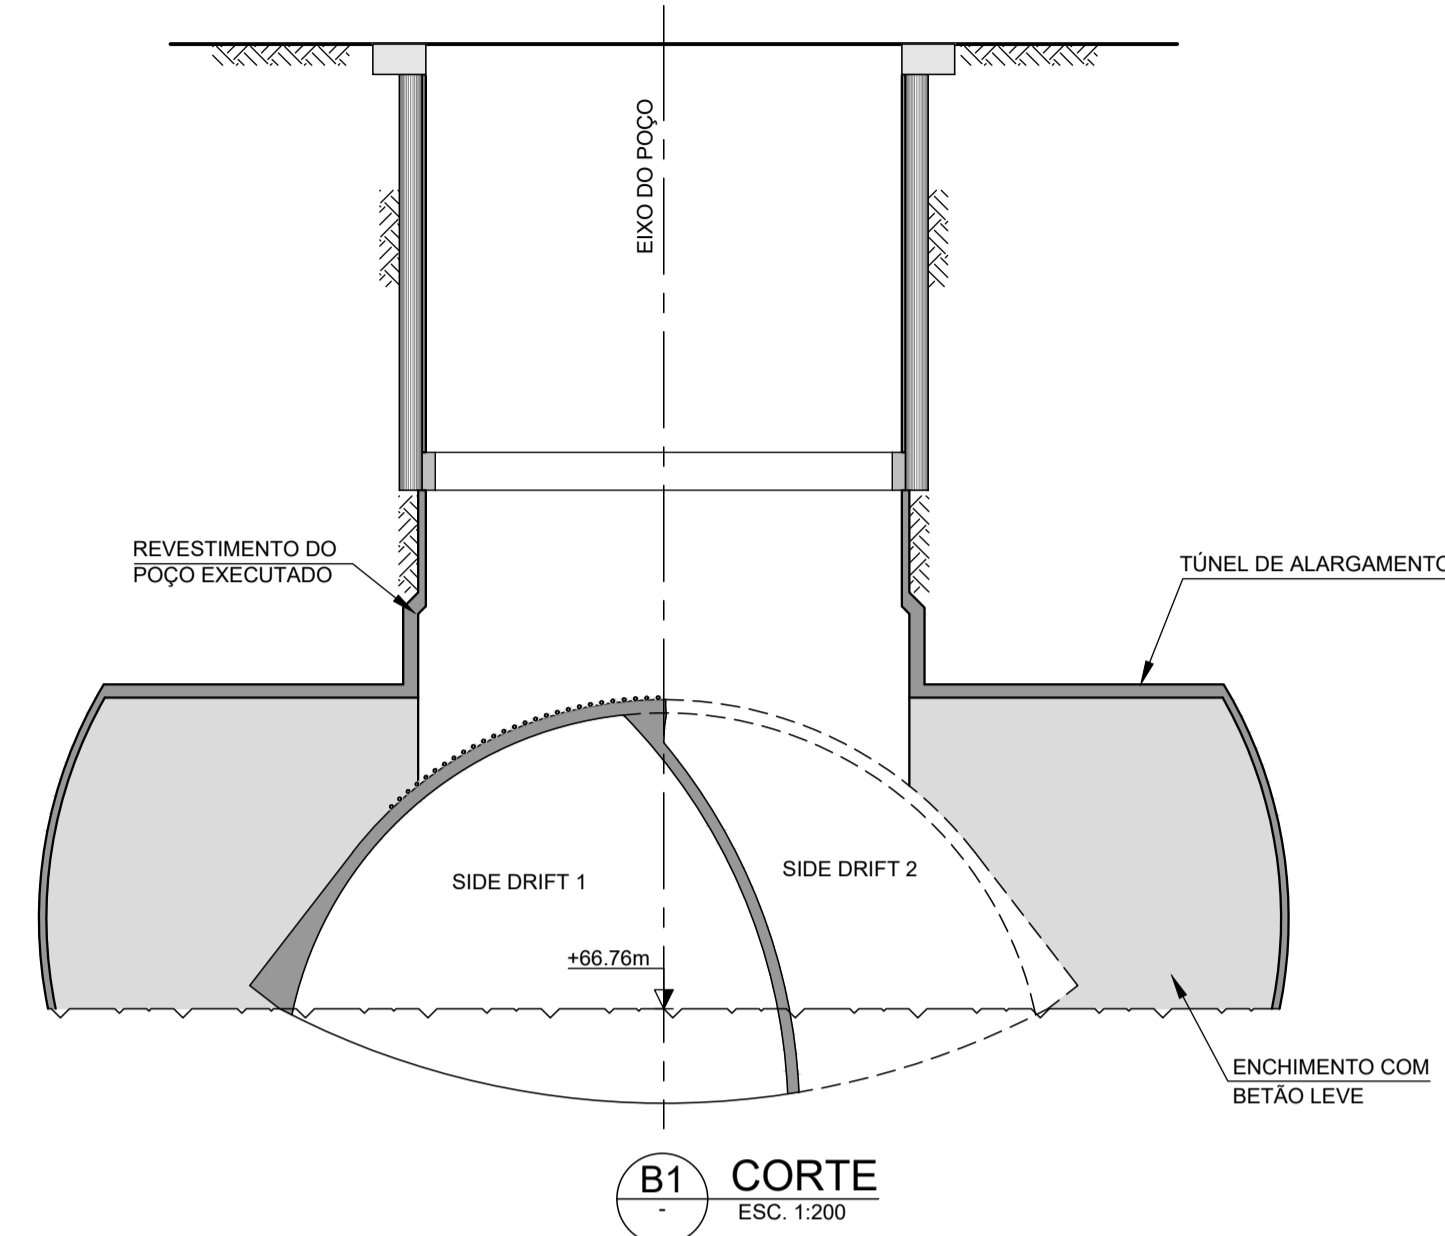 EIXO DO POÇO
REVESTIMENTO DO
POÇO EXECUTADO
TÚNEL DE ALARGAMENTO
SIDE DRIFT 1
SIDE DRIFT 2
+66.76m
ENCHIMENTO COM
BETÃO LEVE
B1
-
CORTE
ESC. 1:200